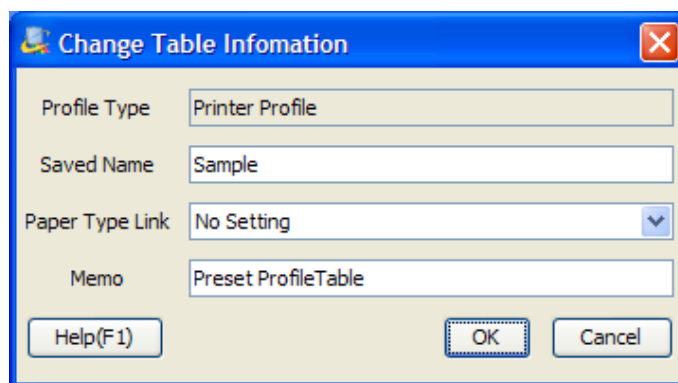 Change Table Infomation
Profile Type Printer Profile
Saved Name Sample
Paper Type Link No Setting
Memo Preset ProfileTable
Help(F1) OK Cancel